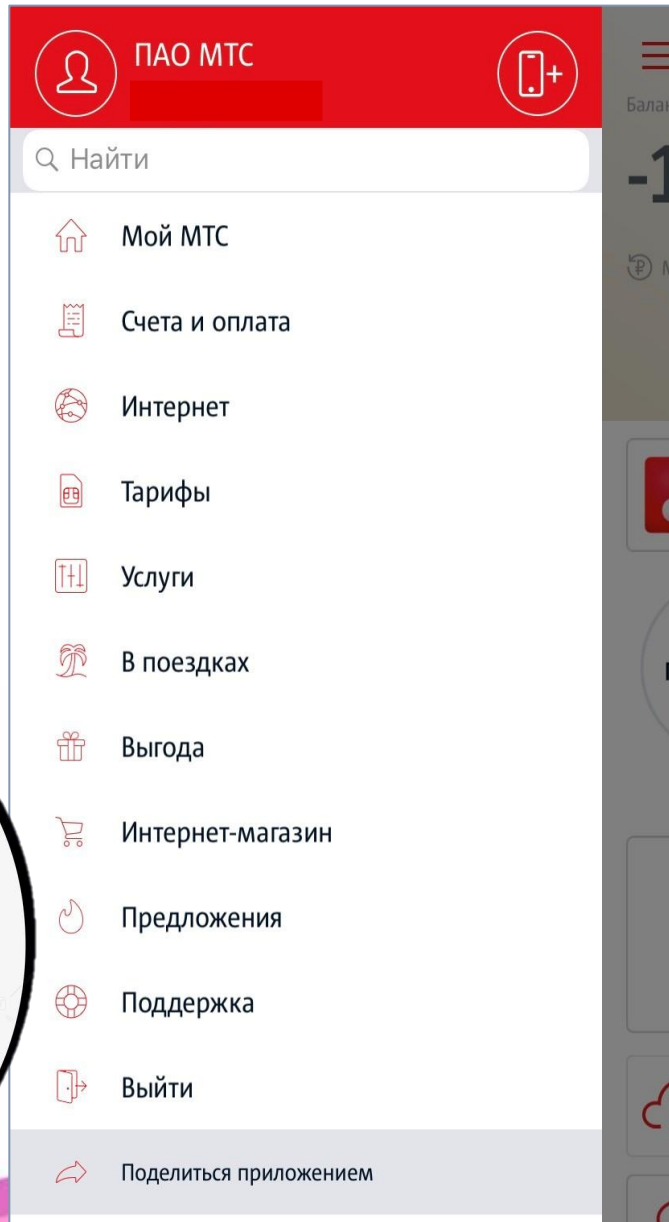 ПАО МТС
Найти
Мой МТС
Счета и оплата
Интернет
Тарифы
Услуги
В поездках
Выгода
Интернет-магазин
Предложения
Поддержка
Выйти
Поделиться приложением